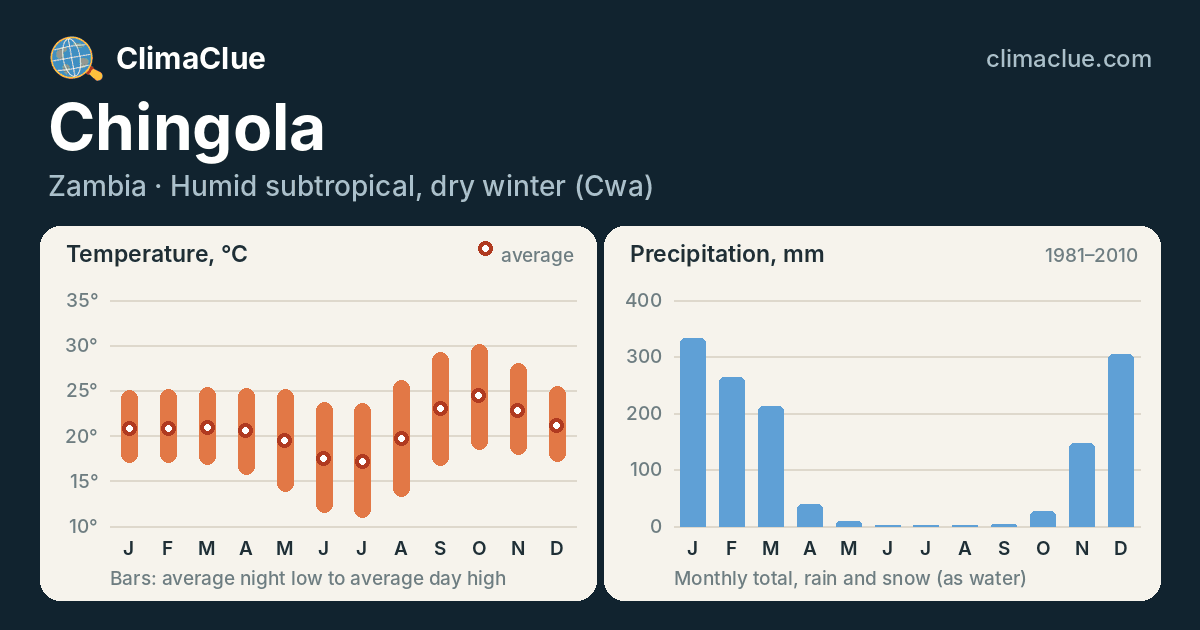 ClimaClue
climaclue.com
Chingola
Zambia · Humid subtropical, dry winter (Cwa)
Temperature, °C
average
35°
30°
25°
20°
15°
10°
J F M A M J J A S O N D
Bars: average night low to average day high
Precipitation, mm
1981–2010
400
300
200
100
0
J F M A M J J A S O N D
Monthly total, rain and snow (as water)